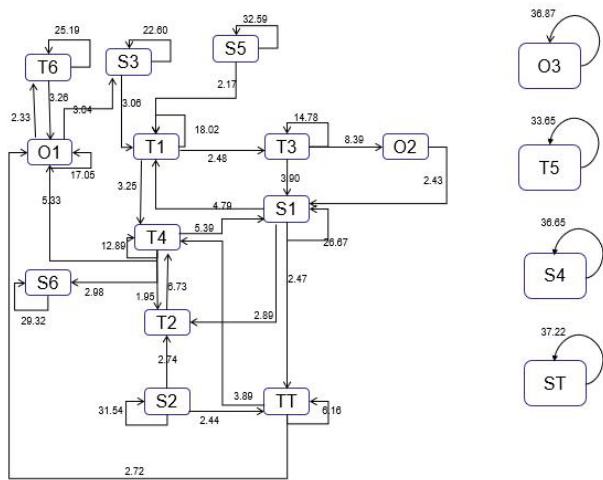 25.19
22.60
32.59
36.87
T6
S3
S5
O3
2.33
3.26
3.04
3.06
2.17
14.78
33.65
O1
T1
18.02
T3
8.39
O2
T5
2.48
17.05
3.25
3.90
2.43
5.33
4.79
S1
36.65
T4
5.39
26.67
12.89
S4
S6
2.98
1.95
6.73
2.47
29.32
T2
2.89
37.22
2.74
ST
31.54
S2
3.89
TT
6.16
2.44
2.72